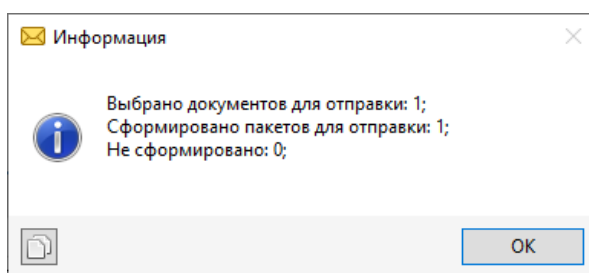 Информация
Выбрано документов для отправки: 1;
Сформировано пакетов для отправки: 1;
Не сформировано: 0;
OK